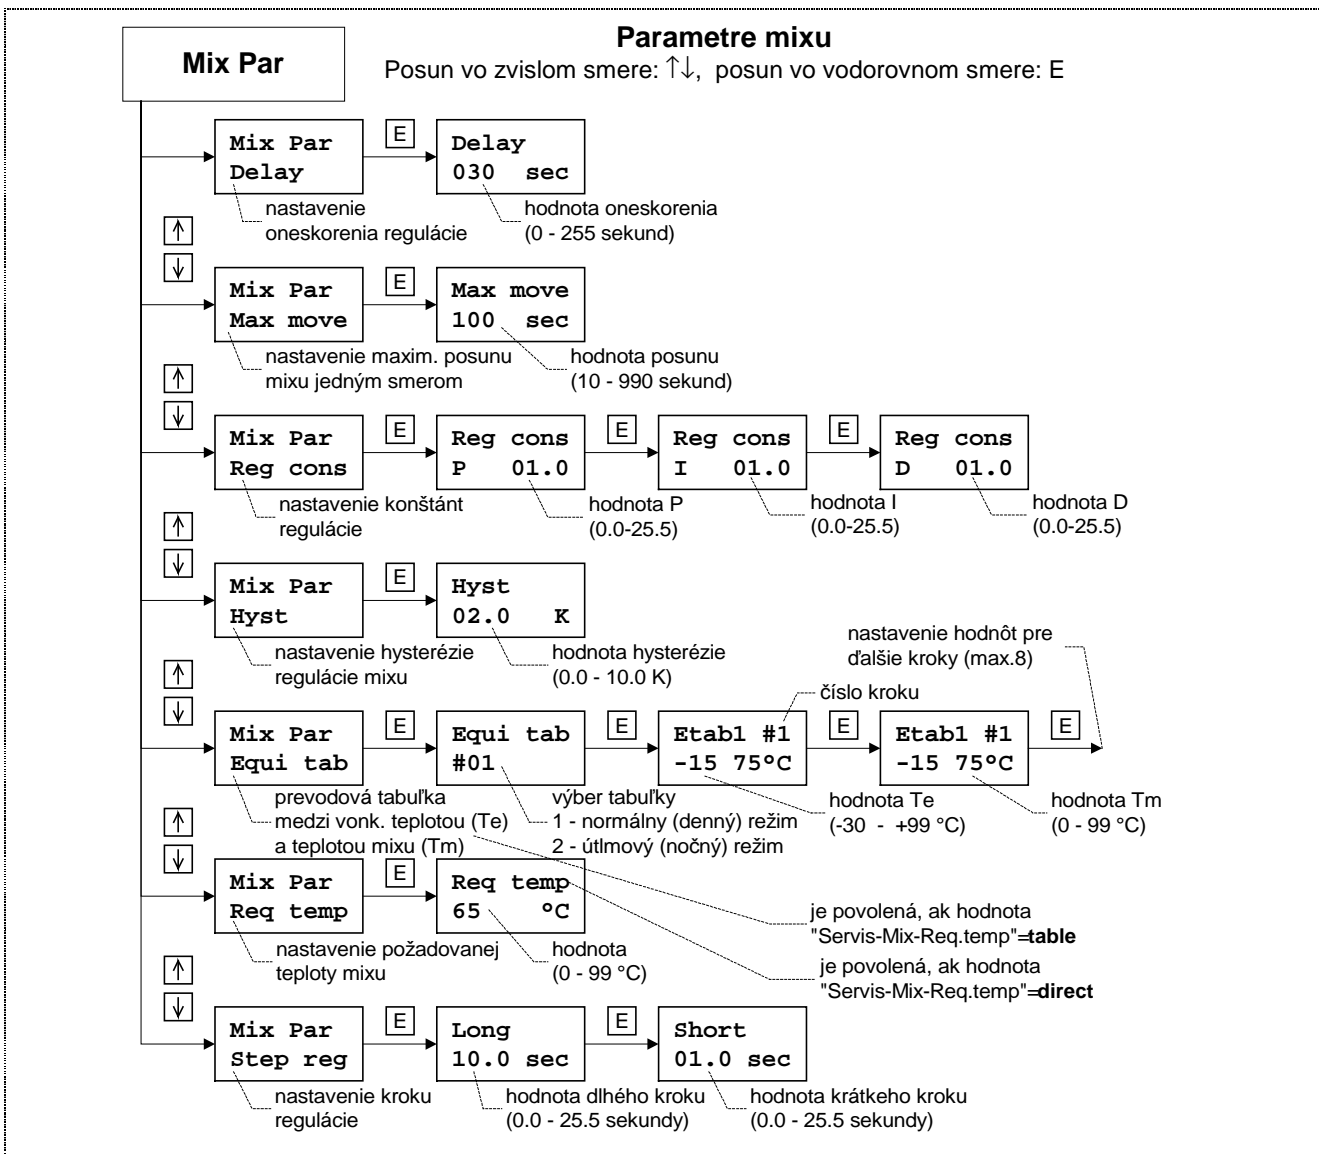 Parametre mixu
Mix Par
Posun vo zvislom smere: ↑↓, posun vo vodorovnom smere: E
Mix Par
Delay
E
Delay
030 sec
nastavenie
oneskorenia regulácie
hodnota oneskorenia
(0 - 255 sekund)
↑
↓
Mix Par
Max move
E
Max move
100 sec
nastavenie maxim. posunu
mixu jedným smerom
hodnota posunu
(10 - 990 sekund)
↑
↓
Mix Par
Reg cons
E
Reg cons
P 01.0
E
Reg cons
I 01.0
E
Reg cons
D 01.0
nastavenie konštánt
regulácie
hodnota P
(0.0-25.5)
hodnota I
(0.0-25.5)
hodnota D
(0.0-25.5)
↑
↓
Mix Par
Hyst
E
Hyst
02.0 K
nastavenie hysterézie
regulácie mixu
hodnota hysterézie
(0.0 - 10.0 K)
nastavenie hodnôt pre
ďalšie kroky (max.8)
číslo kroku
↑
↓
Mix Par
Equi tab
E
Equi tab
#01
E
Etab1 #1
-15 75°C
E
Etab1 #1
-15 75°C
E
prevodová tabuľka
medzi vonk. teplotou (Te)
a teplotou mixu (Tm)
výber tabuľky
1 - normálny (denný) režim
2 - útlmový (nočný) režim
hodnota Te
(-30 - +99 °C)
hodnota Tm
(0 - 99 °C)
↑
↓
Mix Par
Req temp
E
Req temp
65 °C
nastavenie požadovanej
teploty mixu
hodnota
(0 - 99 °C)
je povolená, ak hodnota
"Servis-Mix-Req.temp"=table
je povolená, ak hodnota
"Servis-Mix-Req.temp"=direct
↑
↓
Mix Par
Step reg
E
Long
10.0 sec
E
Short
01.0 sec
nastavenie kroku
regulácie
hodnota dlhého kroku
(0.0 - 25.5 sekundy)
hodnota krátkeho kroku
(0.0 - 25.5 sekundy)